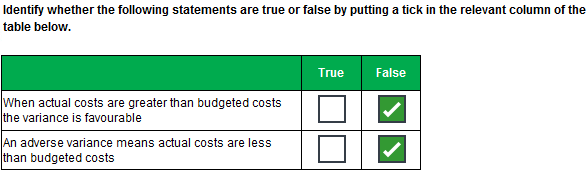 Identify whether the following statements are true or false by putting a tick in the relevant column of the
table below.
True False
When actual costs are greater than budgeted costs
the variance is favourable
An adverse variance means actual costs are less
than budgeted costs